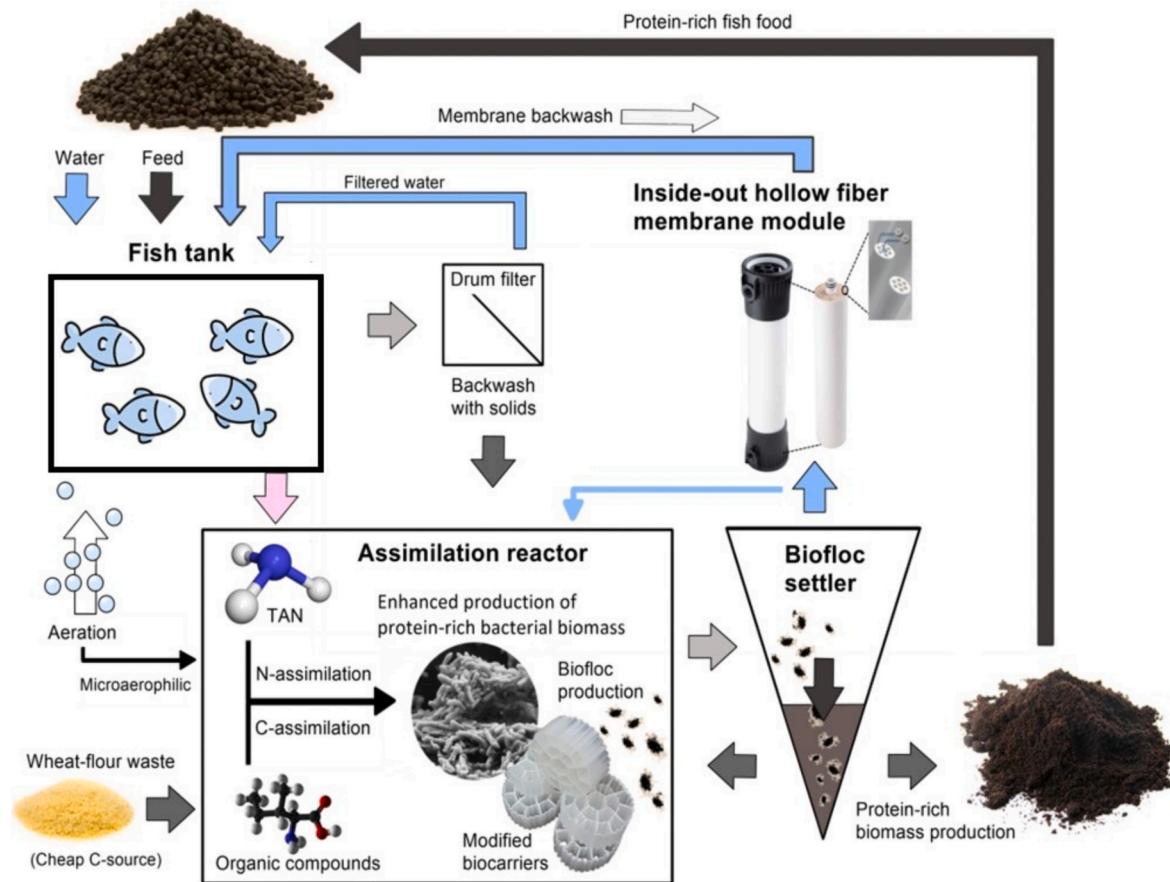 Protein-rich fish food
Membrane backwash
Water
Feed
Filtered water
Inside-out hollow fiber
membrane module
Fish tank
Drum filter
Backwash
with solids
Assimilation reactor
Biofloc
settler
TAN
Enhanced production of
protein-rich bacterial biomass
Aeration
Microaerophilic
N-assimilation
C-assimilation
Biofloc
production
Wheat-flour waste
(Cheap C-source)
Organic compounds
Modified
biocarriers
Protein-rich
biomass production